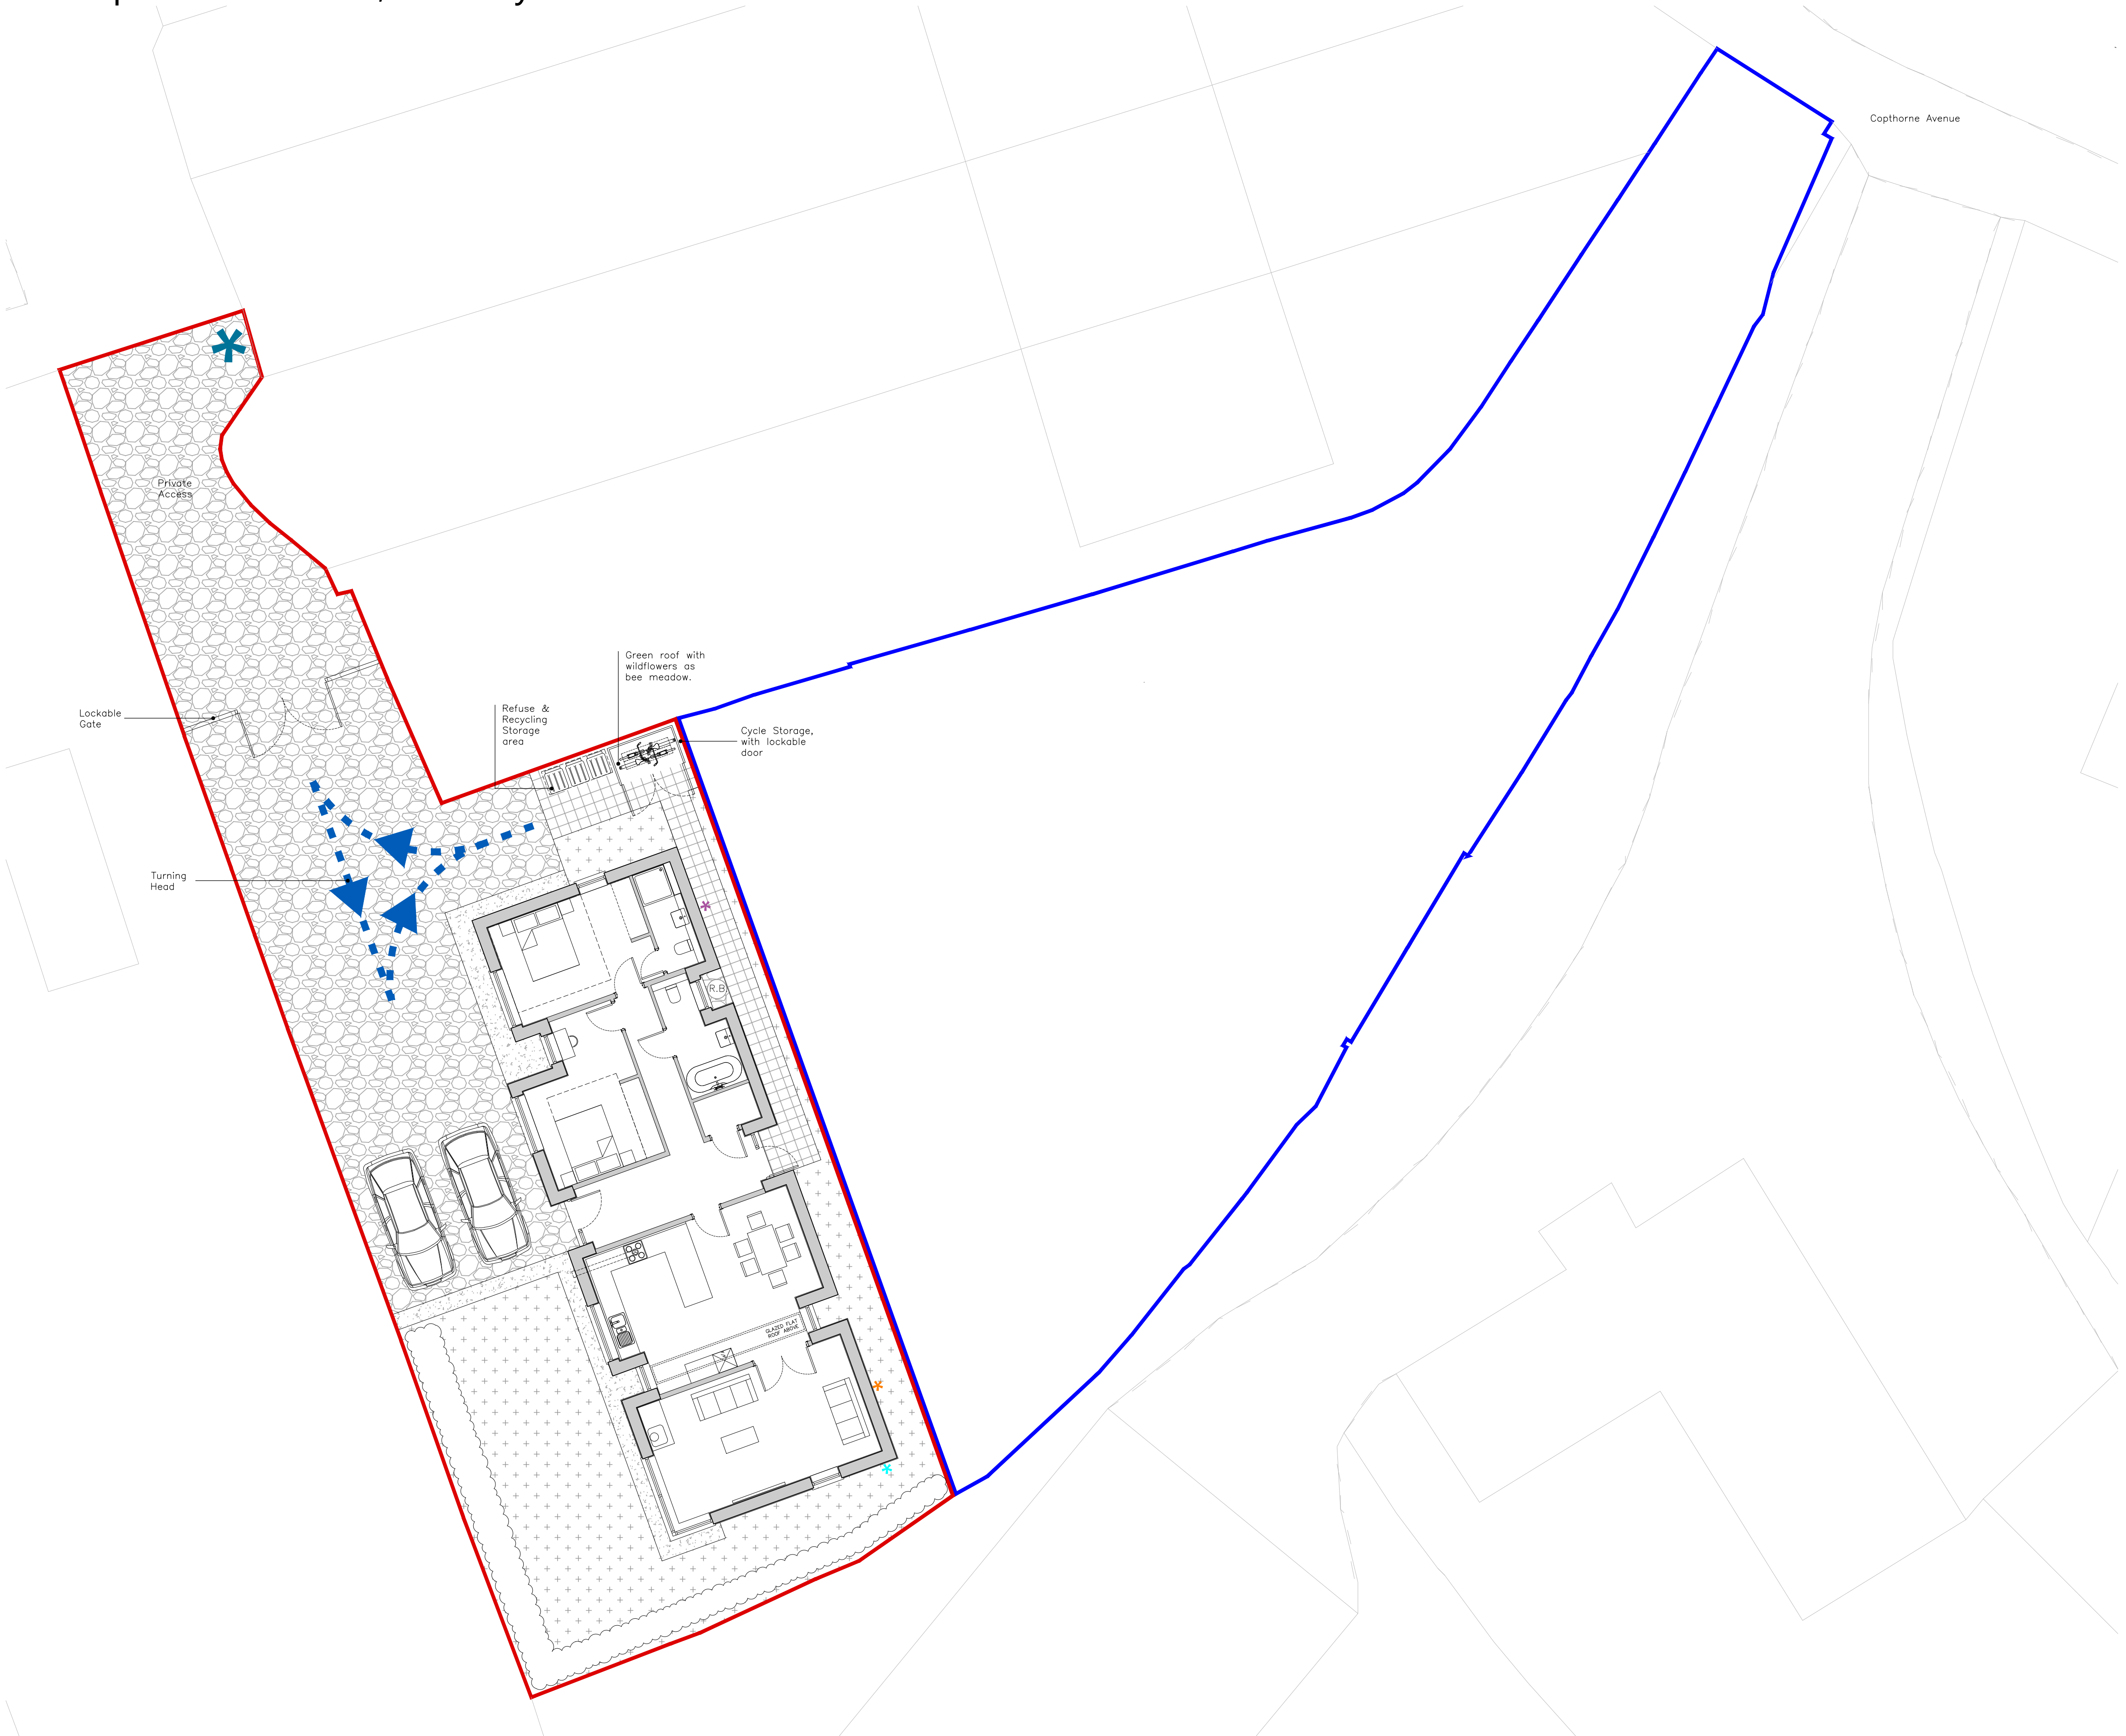 Copthorne Avenue
Private
Access
Green roof with
wildflowers as
bee meadow.
Refuse &
Recycling
Storage
area
Lockable
Gate
Cycle Storage,
with lockable
door
Turning
Head
R.B.
GLAZED FLAT
ROOF ABOVE